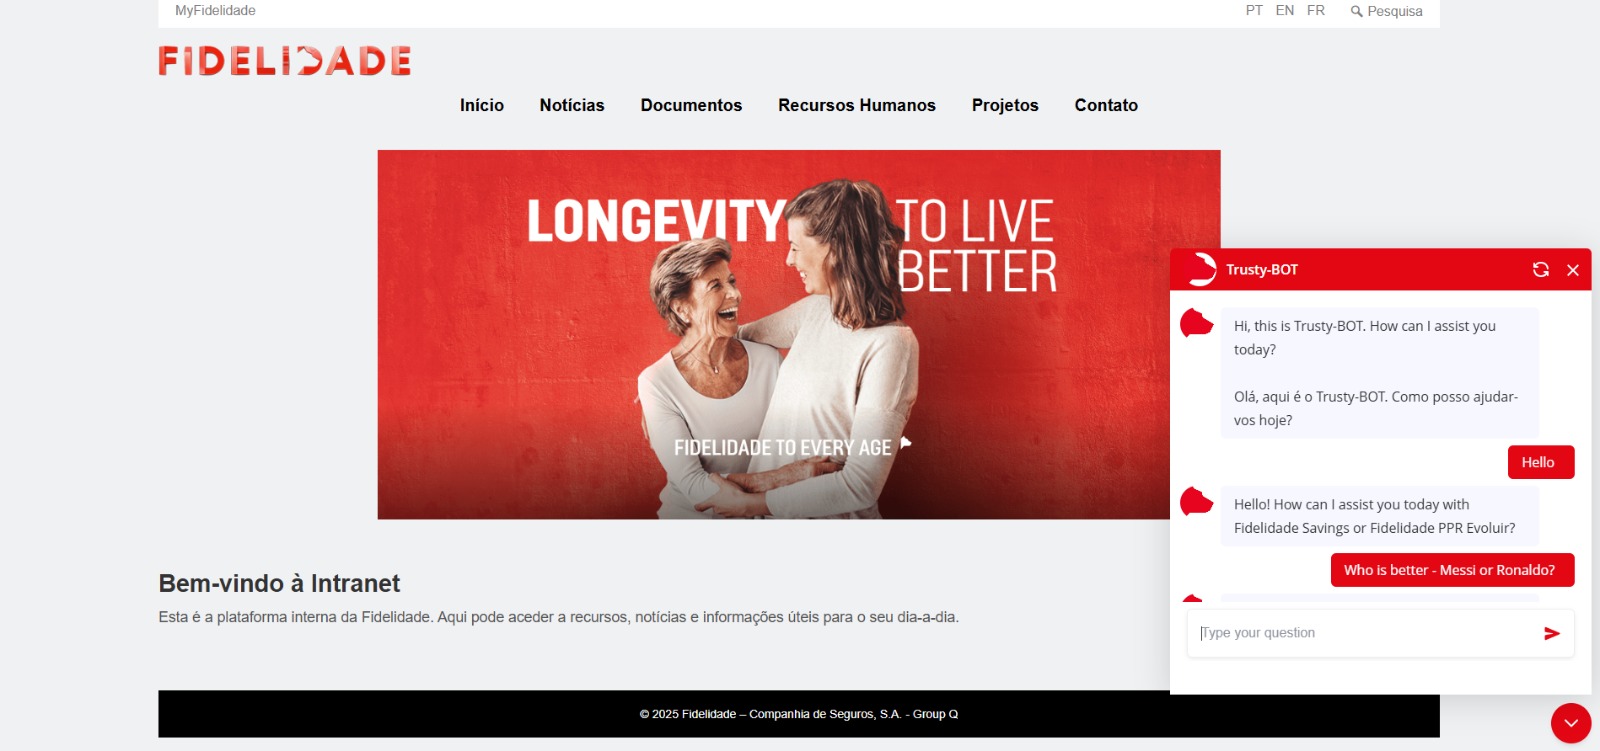 MyFidelidade
PT EN FR Pesquisa
FIDELIDADE
Início Notícias Documentos Recursos Humanos Projetos Contato
LONGEVITY TO LIVE
BETTER
FIDELIDADE TO EVERY AGE
Bem-vindo à Intranet
Esta é a plataforma interna da Fidelidade. Aqui pode aceder a recursos, notícias e informações úteis para o seu dia-a-dia.
© 2025 Fidelidade – Companhia de Seguros, S.A. - Group Q
Trusty-BOT
Hi, this is Trusty-BOT. How can I assist you
today?
Olá, aqui é o Trusty-BOT. Como posso ajudar-
vos hoje?
Hello
Hello! How can I assist you today with
Fidelidade Savings or Fidelidade PPR Evoluir?
Who is better - Messi or Ronaldo?
Type your question